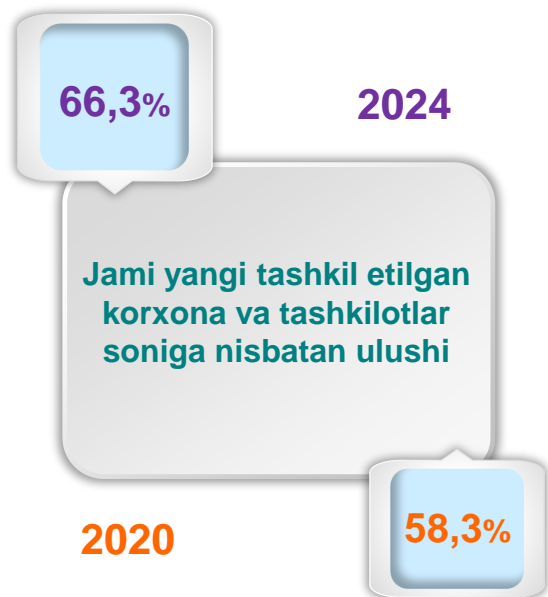 66,3%
2024
Jami yangi tashkil etilgan
korxona va tashkilotlar
soniga nisbatan ulushi
2020
58,3%